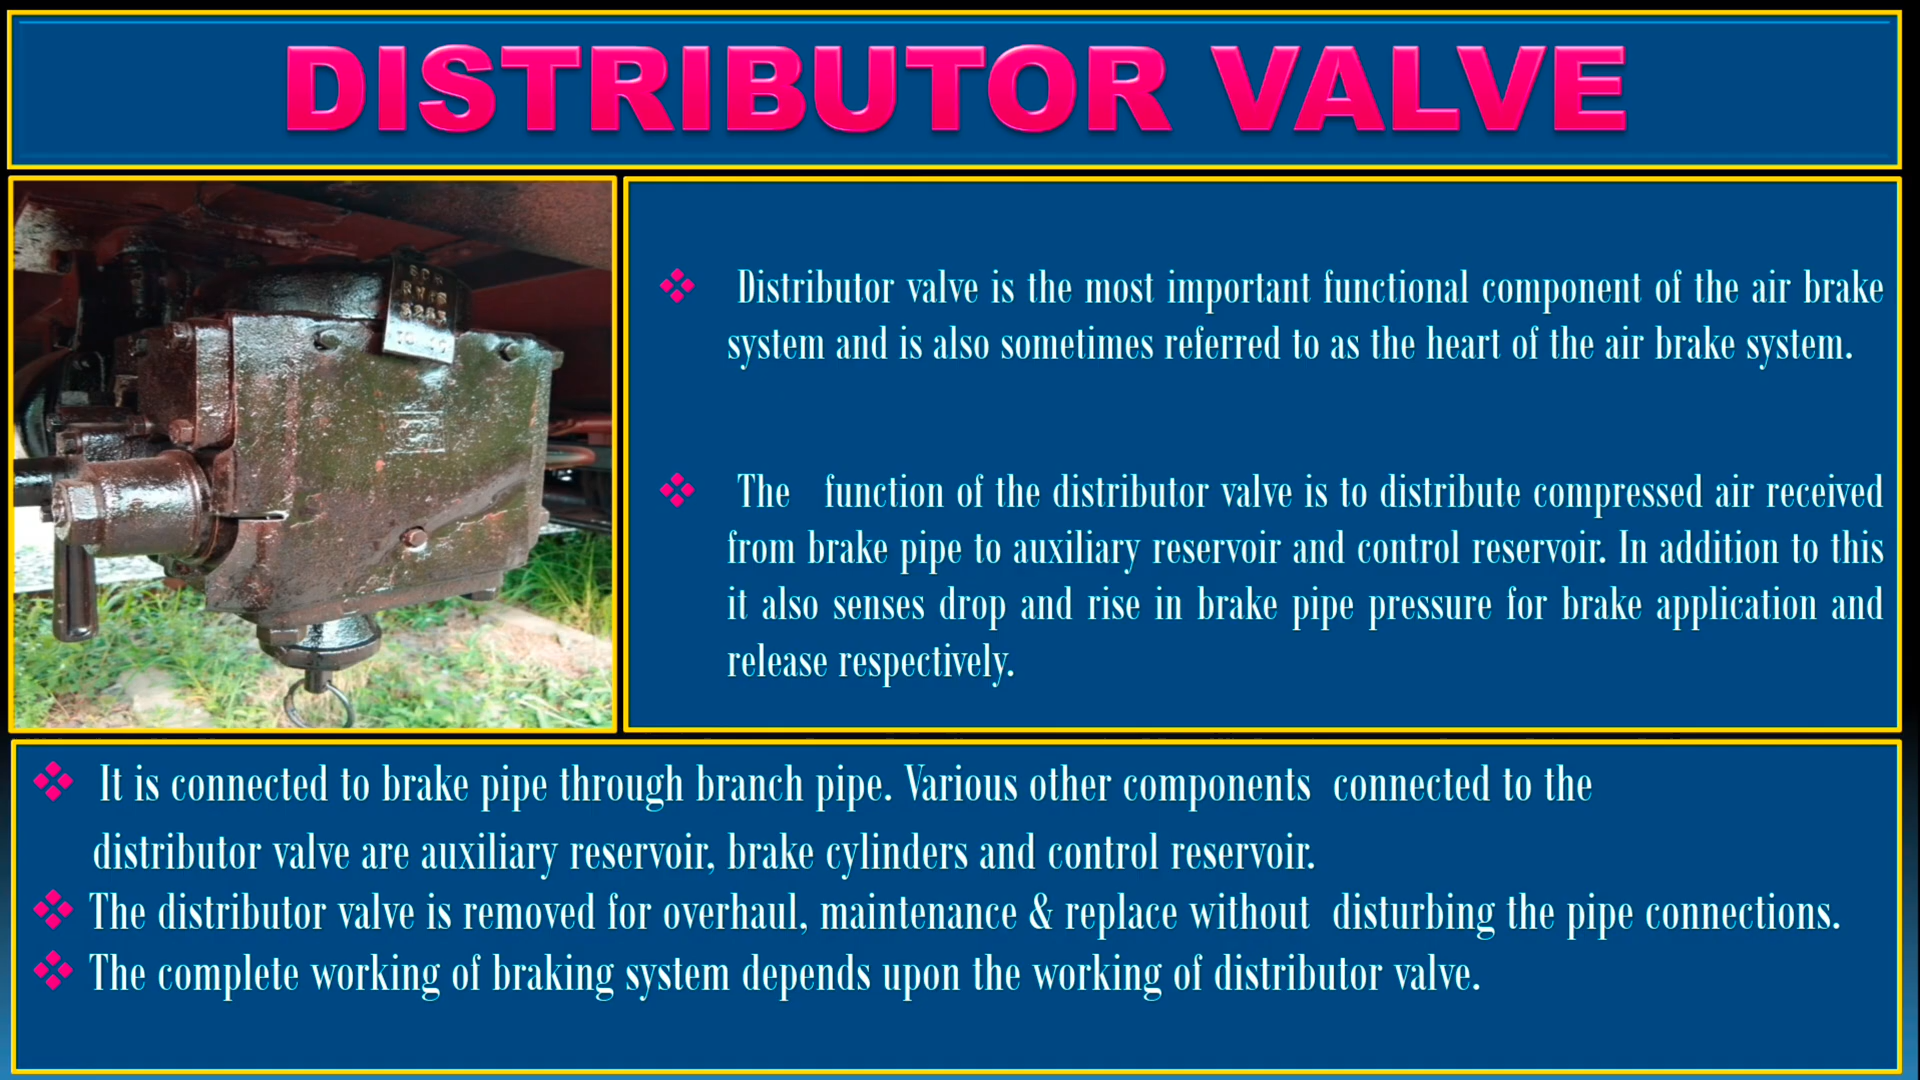 DISTRIBUTOR VALVE
Distributor valve is the most important functional component of the air brake
system and is also sometimes referred to as the heart of the air brake system.
The function of the distributor valve is to distribute compressed air received
from brake pipe to auxiliary reservoir and control reservoir. In addition to this
it also senses drop and rise in brake pipe pressure for brake application and
release respectively.
It is connected to brake pipe through branch pipe. Various other components connected to the
distributor valve are auxiliary reservoir, brake cylinders and control reservoir.
The distributor valve is removed for overhaul, maintenance & replace without disturbing the pipe connections.
The complete working of braking system depends upon the working of distributor valve.